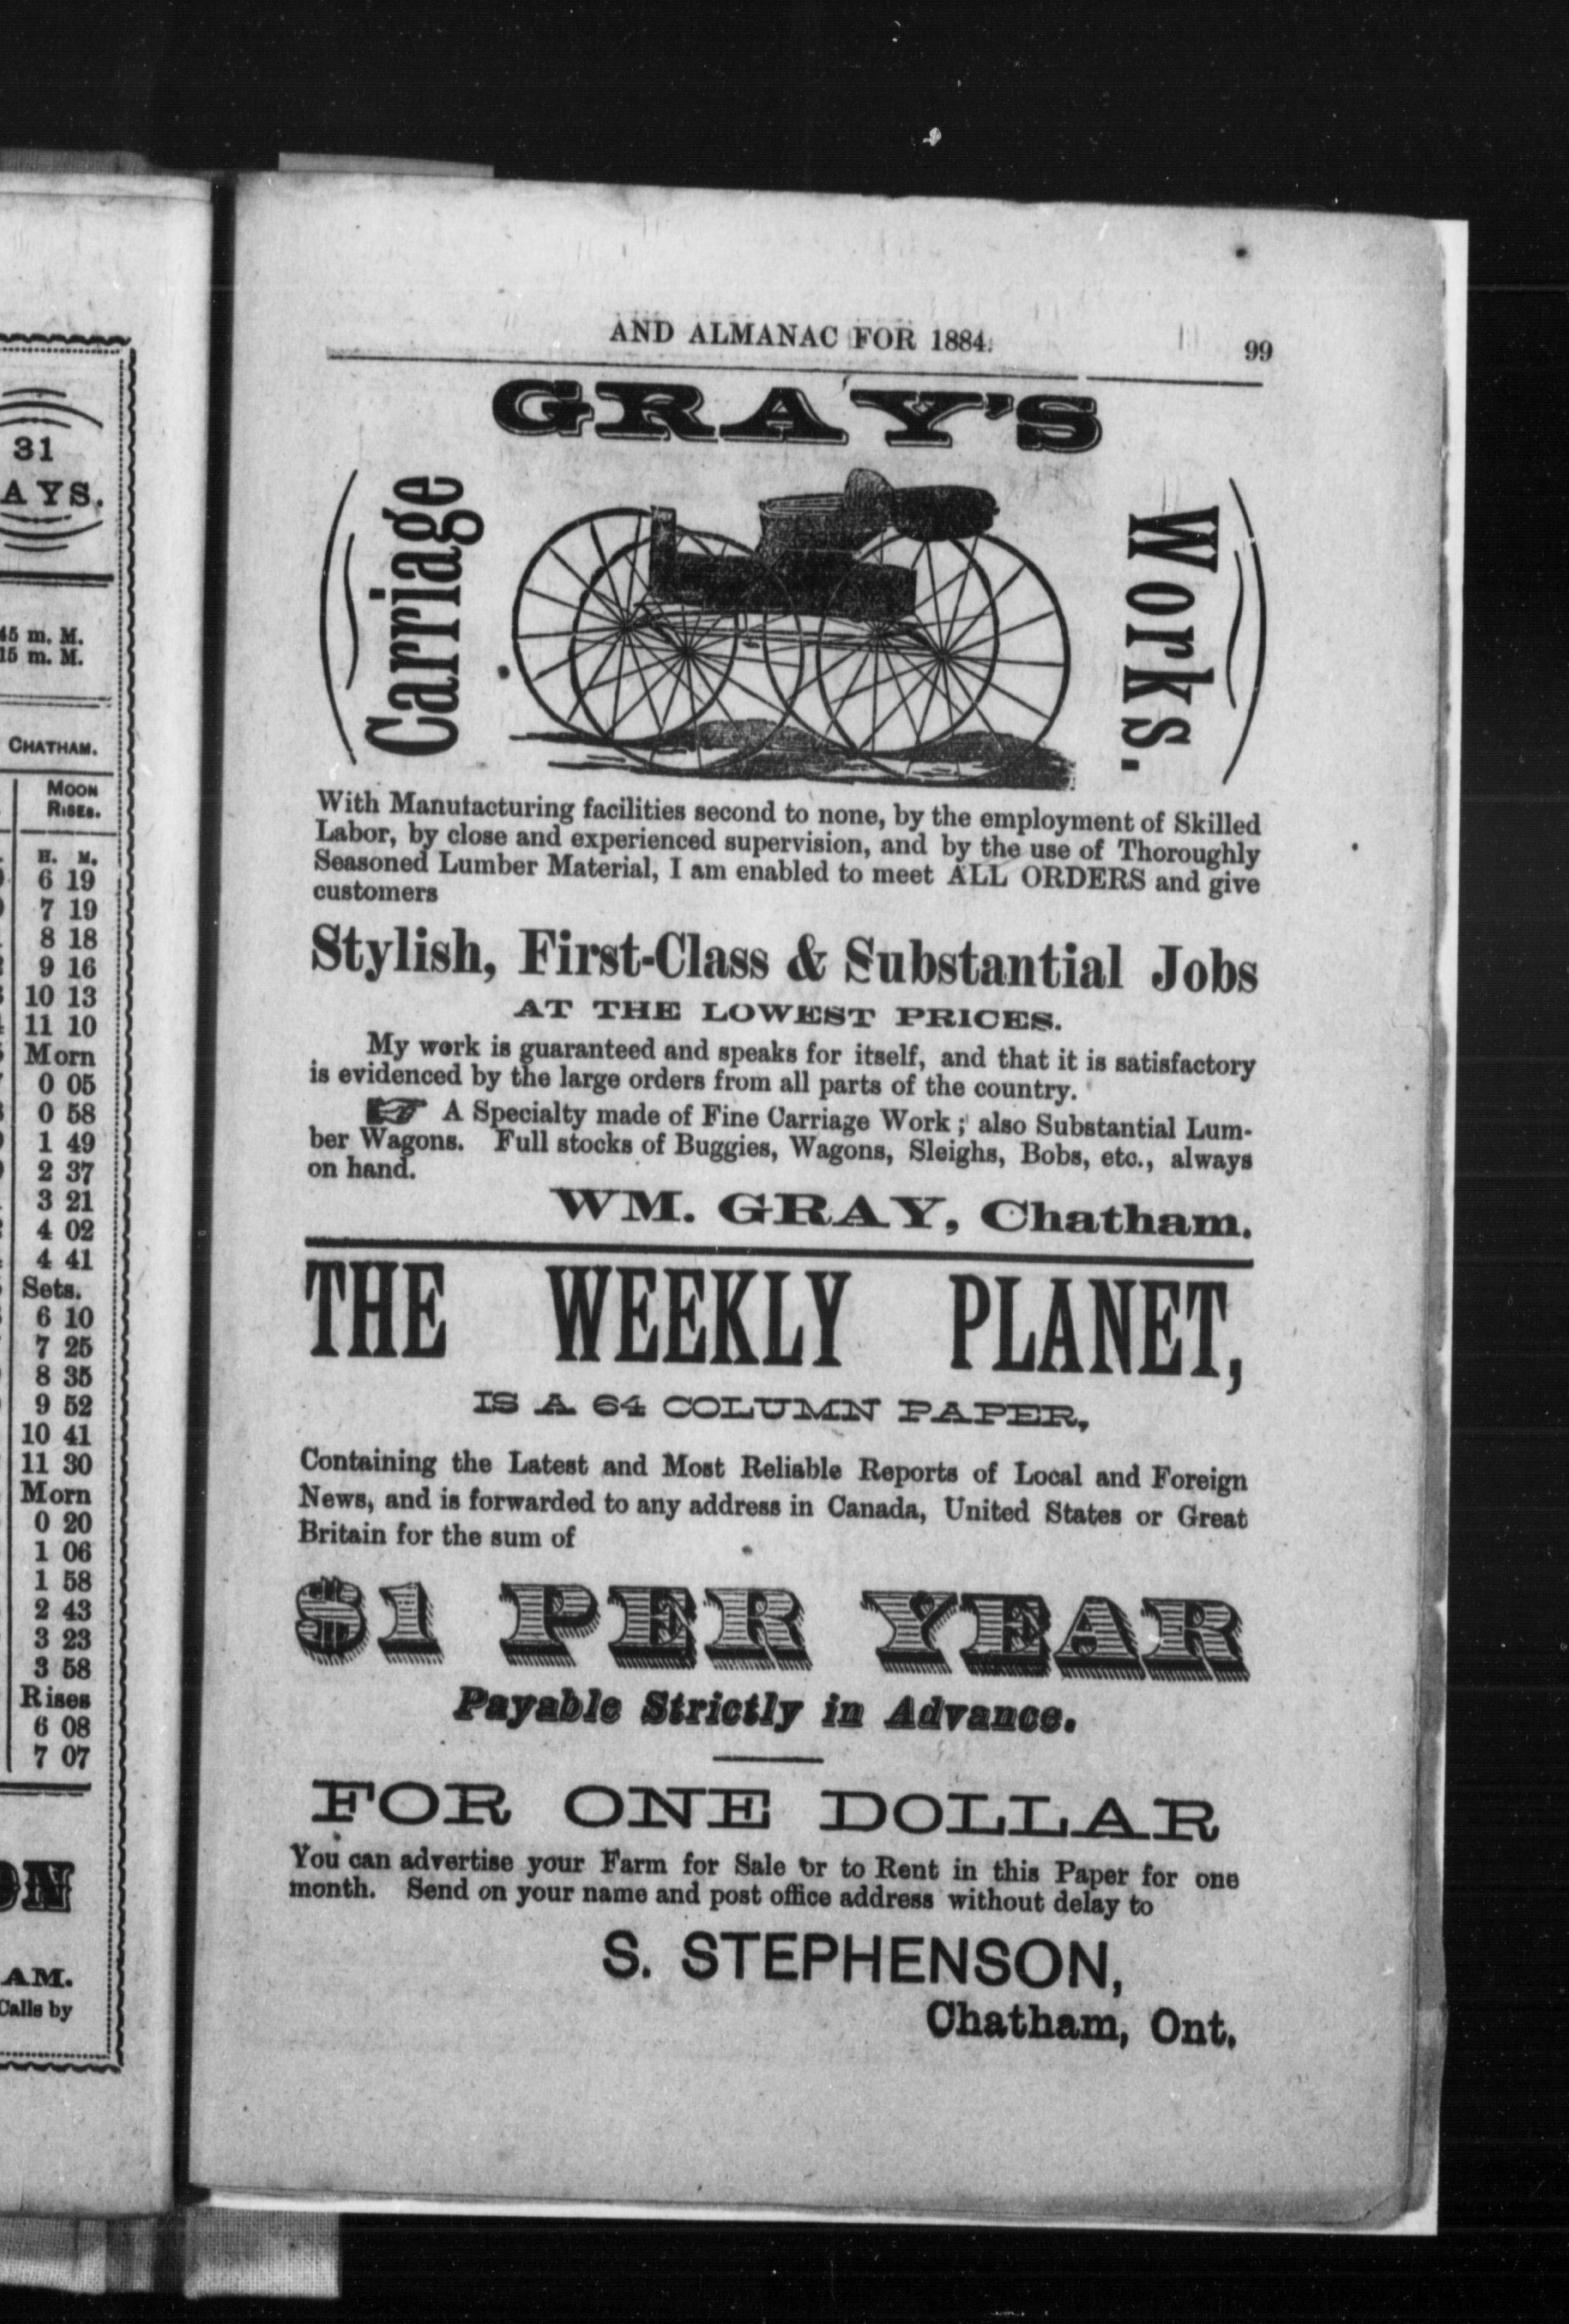 31
AYS.
45 m. M.
15 m. M.
CHATHAM.
MOON
RISES.
H. M.
6 19
7 19
8 18
9 16
10 13
11 10
Morn
0 05
0 58
1 49
2 37
3 21
4 02
4 41
Sets.
6 10
7 25
8 35
9 52
10 41
11 30
Morn
0 20
1 06
1 58
2 43
3 23
3 58
Rises
6 08
7 07
ON
AM.
Calls by
AND ALMANAC FOR 1884.
99
GRAY'S
Carriage
Works.
With Manufacturing facilities second to none, by the employment of Skilled
Labor, by close and experienced supervision, and by the use of Thoroughly
Seasoned Lumber Material, I am enabled to meet ALL ORDERS and give
customers
Stylish, First-Class & Substantial Jobs
AT THE LOWEST PRICES.
My work is guaranteed and speaks for itself, and that it is satisfactory
is evidenced by the large orders from all parts of the country.
☞ A Specialty made of Fine Carriage Work; also Substantial Lum-
ber Wagons. Full stocks of Buggies, Wagons, Sleighs, Bobs, etc., always
on hand.
WM. GRAY, Chatham.
THE WEEKLY PLANET,
IS A 64 COLUMN PAPER,
Containing the Latest and Most Reliable Reports of Local and Foreign
News, and is forwarded to any address in Canada, United States or Great
Britain for the sum of
$1 PER YEAR
Payable Strictly in Advance.
FOR ONE DOLLAR
You can advertise your Farm for Sale or to Rent in this Paper for one
month. Send on your name and post office address without delay to
S. STEPHENSON,
Chatham, Ont.